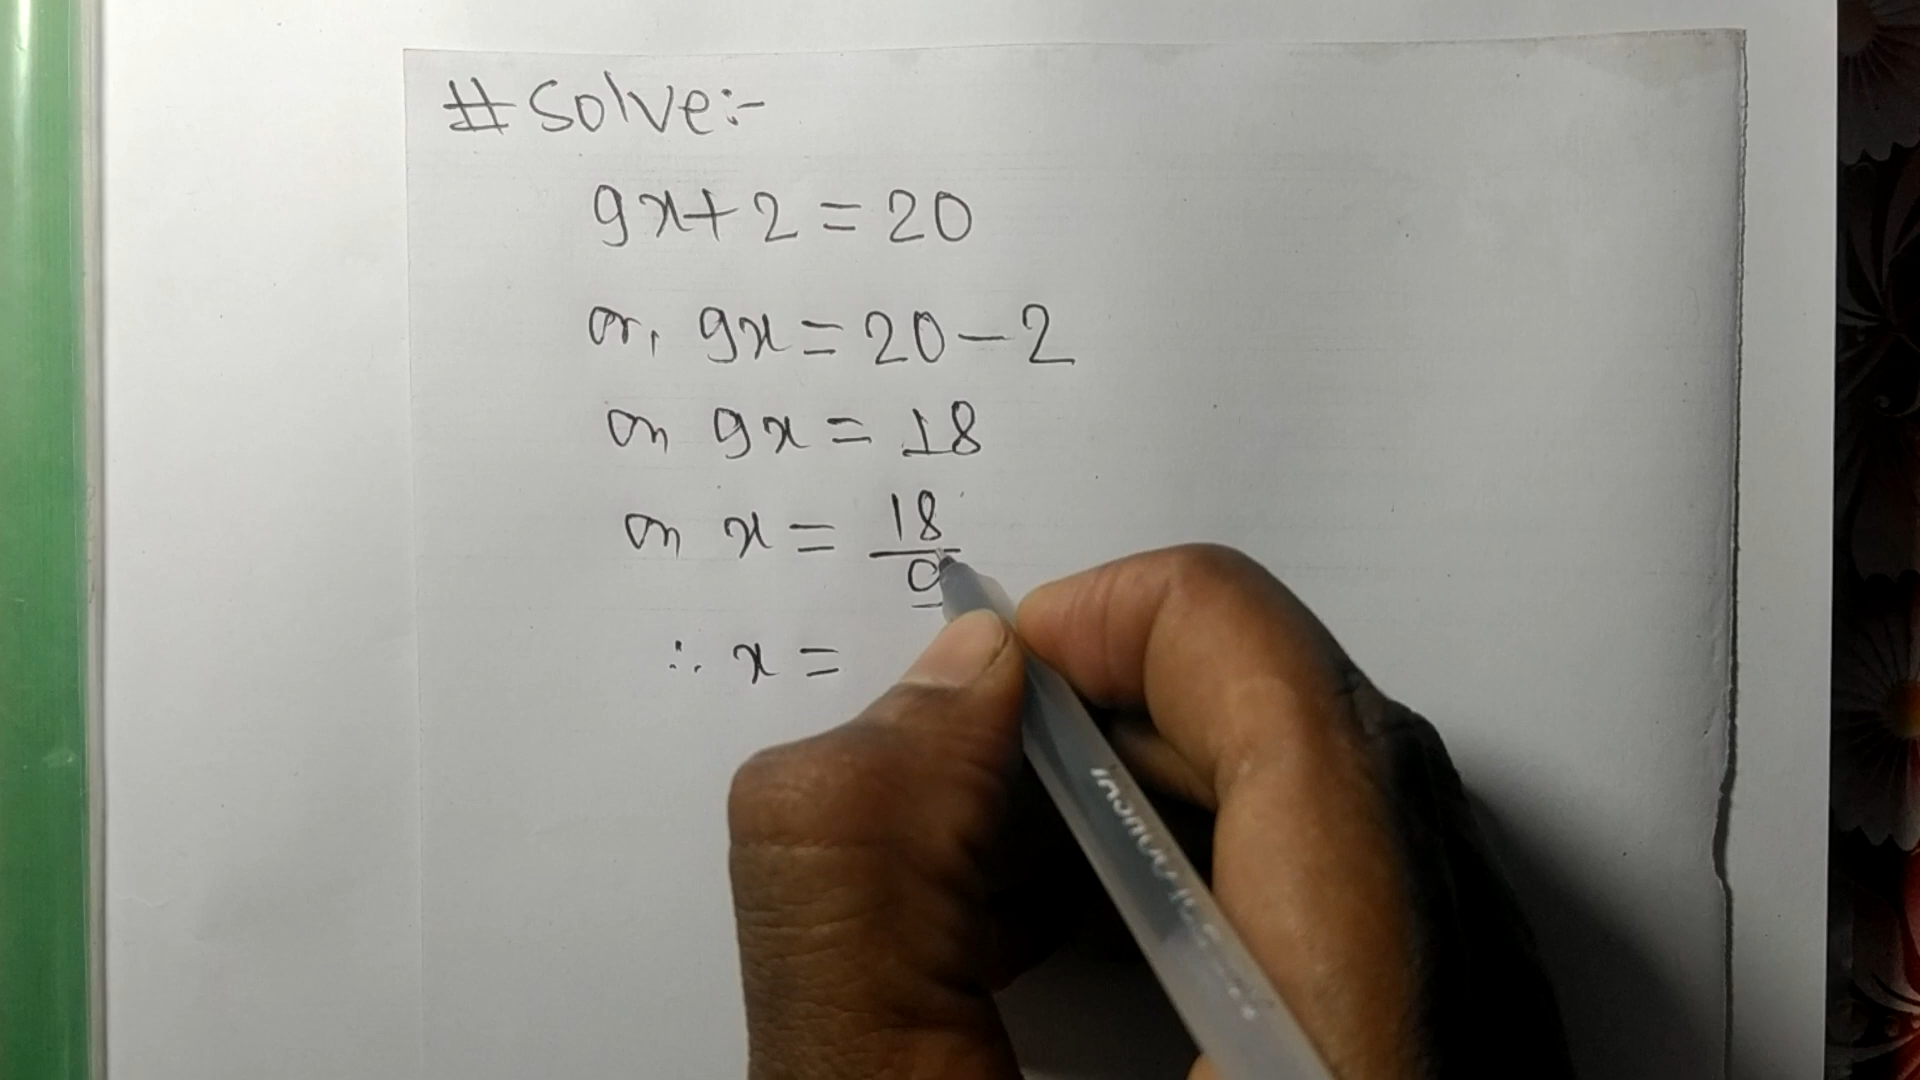 # Solve:-
9x+2=20
or, 9x=20-2
or 9x=18
or x=18/9
∴ x=